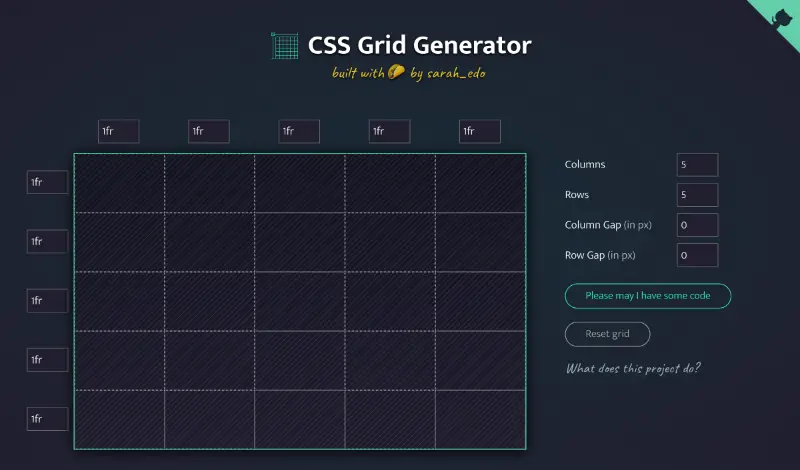 CSS Grid Generator
built with 🌮 by sarah_edo
1fr 1fr 1fr 1fr 1fr
1fr
1fr
1fr
1fr
1fr
Columns 5
Rows 5
Column Gap (in px) 0
Row Gap (in px) 0
Please may I have some code
Reset grid
What does this project do?